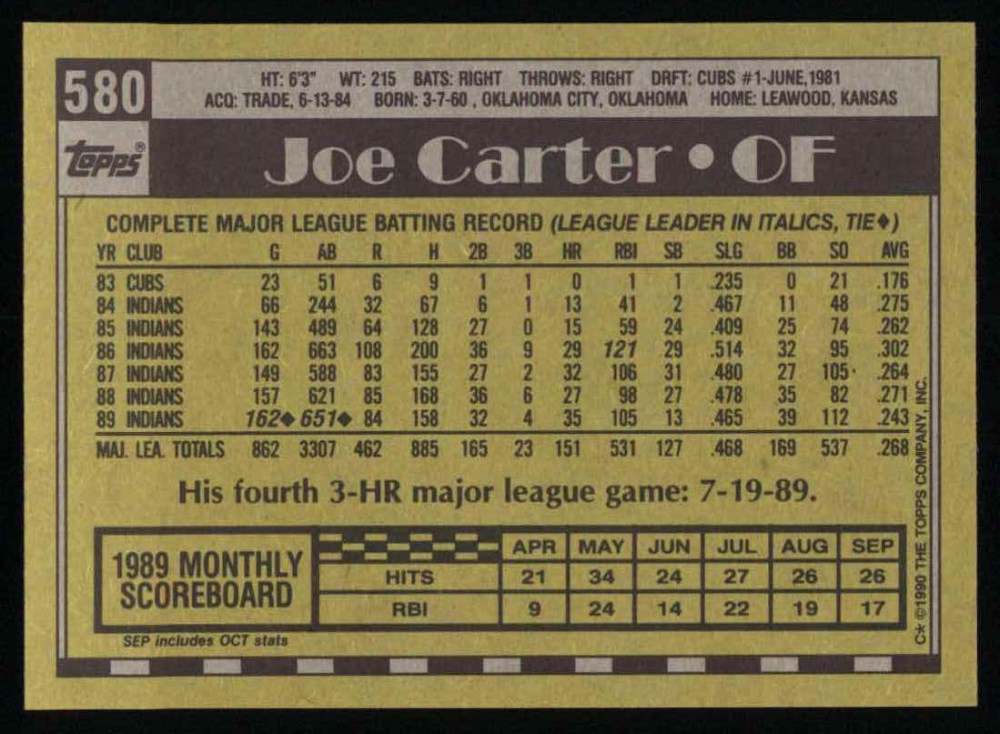 580
HT: 6'3" WT: 215 BATS: RIGHT THROWS: RIGHT DRFT: CUBS #1-JUNE,1981
ACQ: TRADE, 6-13-84 BORN: 3-7-60 , OKLAHOMA CITY, OKLAHOMA HOME: LEAWOOD, KANSAS
Topps®
Joe Carter • OF
COMPLETE MAJOR LEAGUE BATTING RECORD (LEAGUE LEADER IN ITALICS, TIE♦)
YR CLUB G AB R H 2B 3B HR RBI SB SLG BB SO AVG
83 CUBS 23 51 6 9 1 1 0 1 1 .235 0 21 .176
84 INDIANS 66 244 32 67 6 1 13 41 2 .467 11 48 .275
85 INDIANS 143 489 64 128 27 0 15 59 24 .409 25 74 .262
86 INDIANS 162 663 108 200 36 9 29 121 29 .514 32 95 .302
87 INDIANS 149 588 83 155 27 2 32 106 31 .480 27 105 .264
88 INDIANS 157 621 85 168 36 6 27 98 27 .478 35 82 .271
89 INDIANS 162♦ 651♦ 84 158 32 4 35 105 13 .465 39 112 .243
MAJ. LEA. TOTALS 862 3307 462 885 165 23 151 531 127 .468 169 537 .268
His fourth 3-HR major league game: 7-19-89.
1989 MONTHLY
SCOREBOARD
APR MAY JUN JUL AUG SEP
HITS 21 34 24 27 26 26
RBI 9 24 14 22 19 17
SEP includes OCT stats
C* ©1990 THE TOPPS COMPANY, INC.